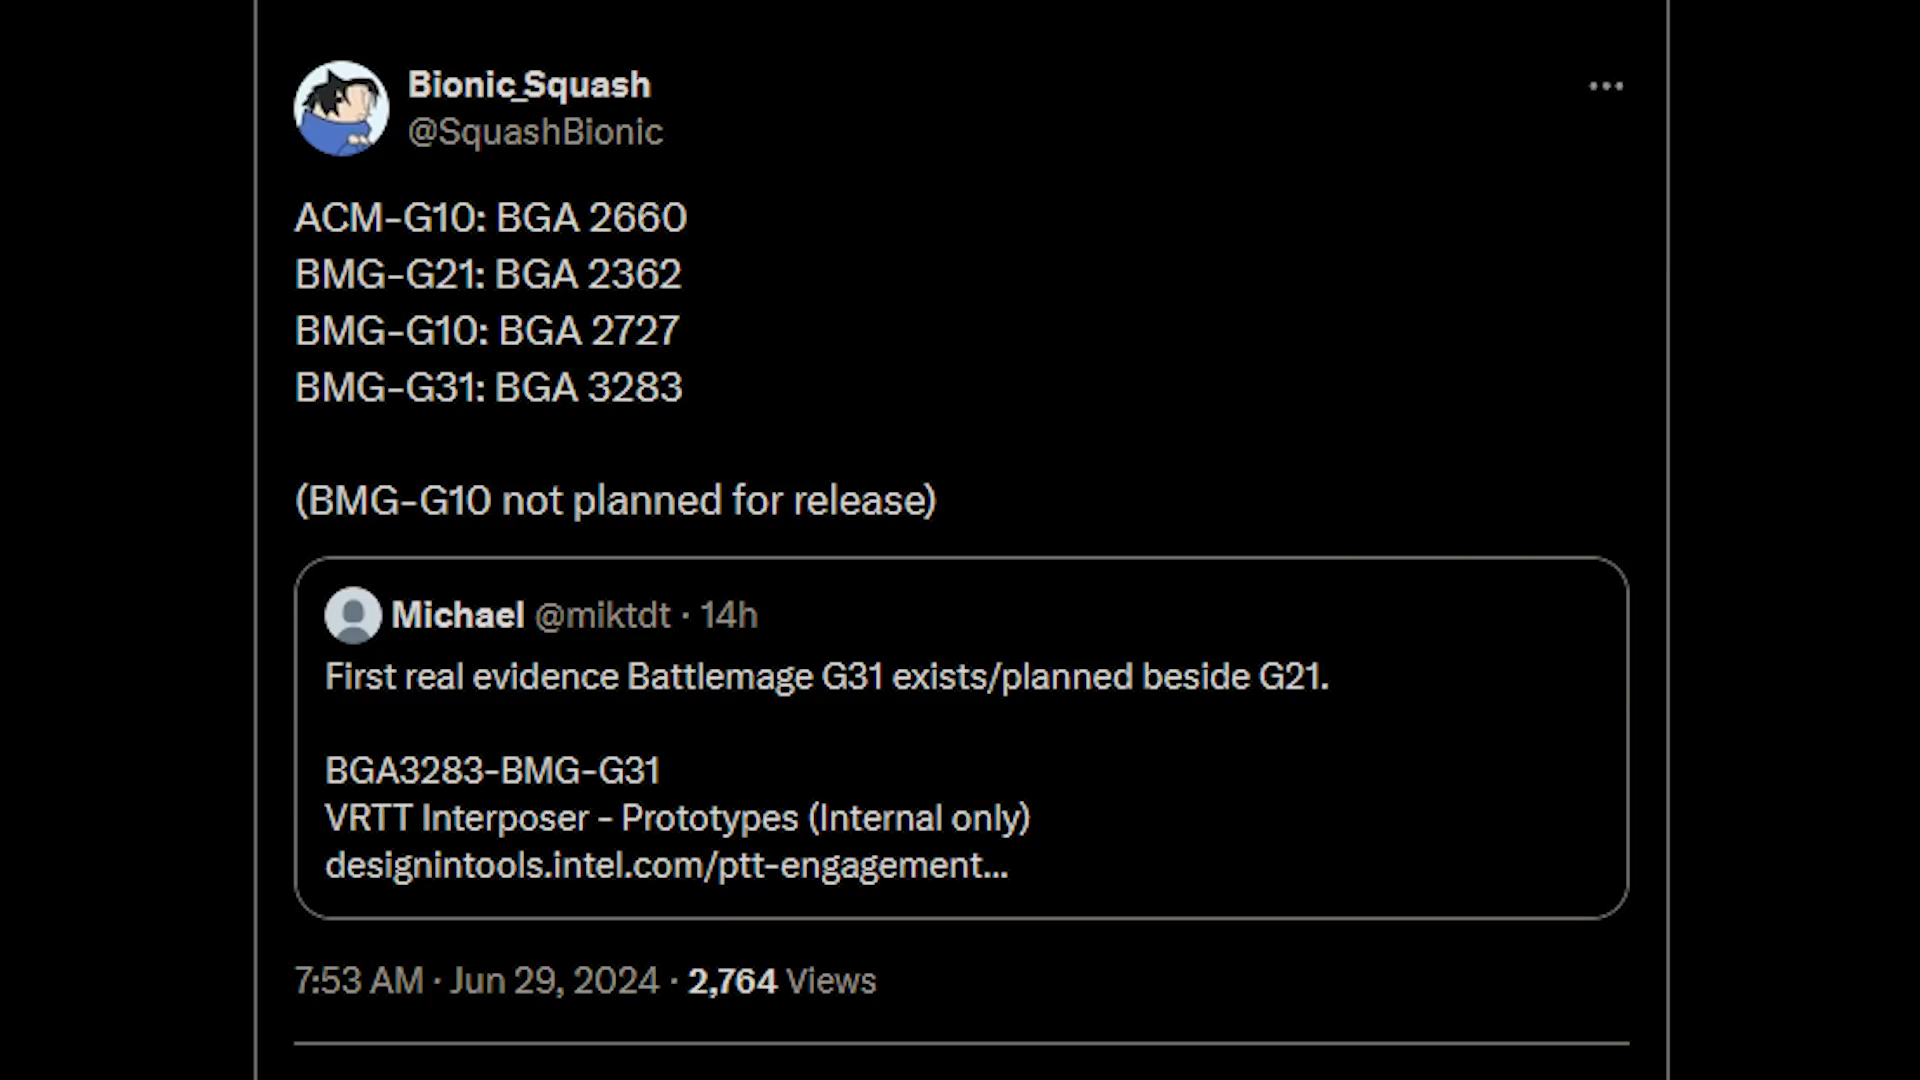 Bionic_Squash
@SquashBionic
ACM-G10: BGA 2660
BMG-G21: BGA 2362
BMG-G10: BGA 2727
BMG-G31: BGA 3283
(BMG-G10 not planned for release)
Michael @miktdt · 14h
First real evidence Battlemage G31 exists/planned beside G21.
BGA3283-BMG-G31
VRTT Interposer - Prototypes (Internal only)
designintools.intel.com/ptt-engagement...
7:53 AM · Jun 29, 2024 · 2,764 Views